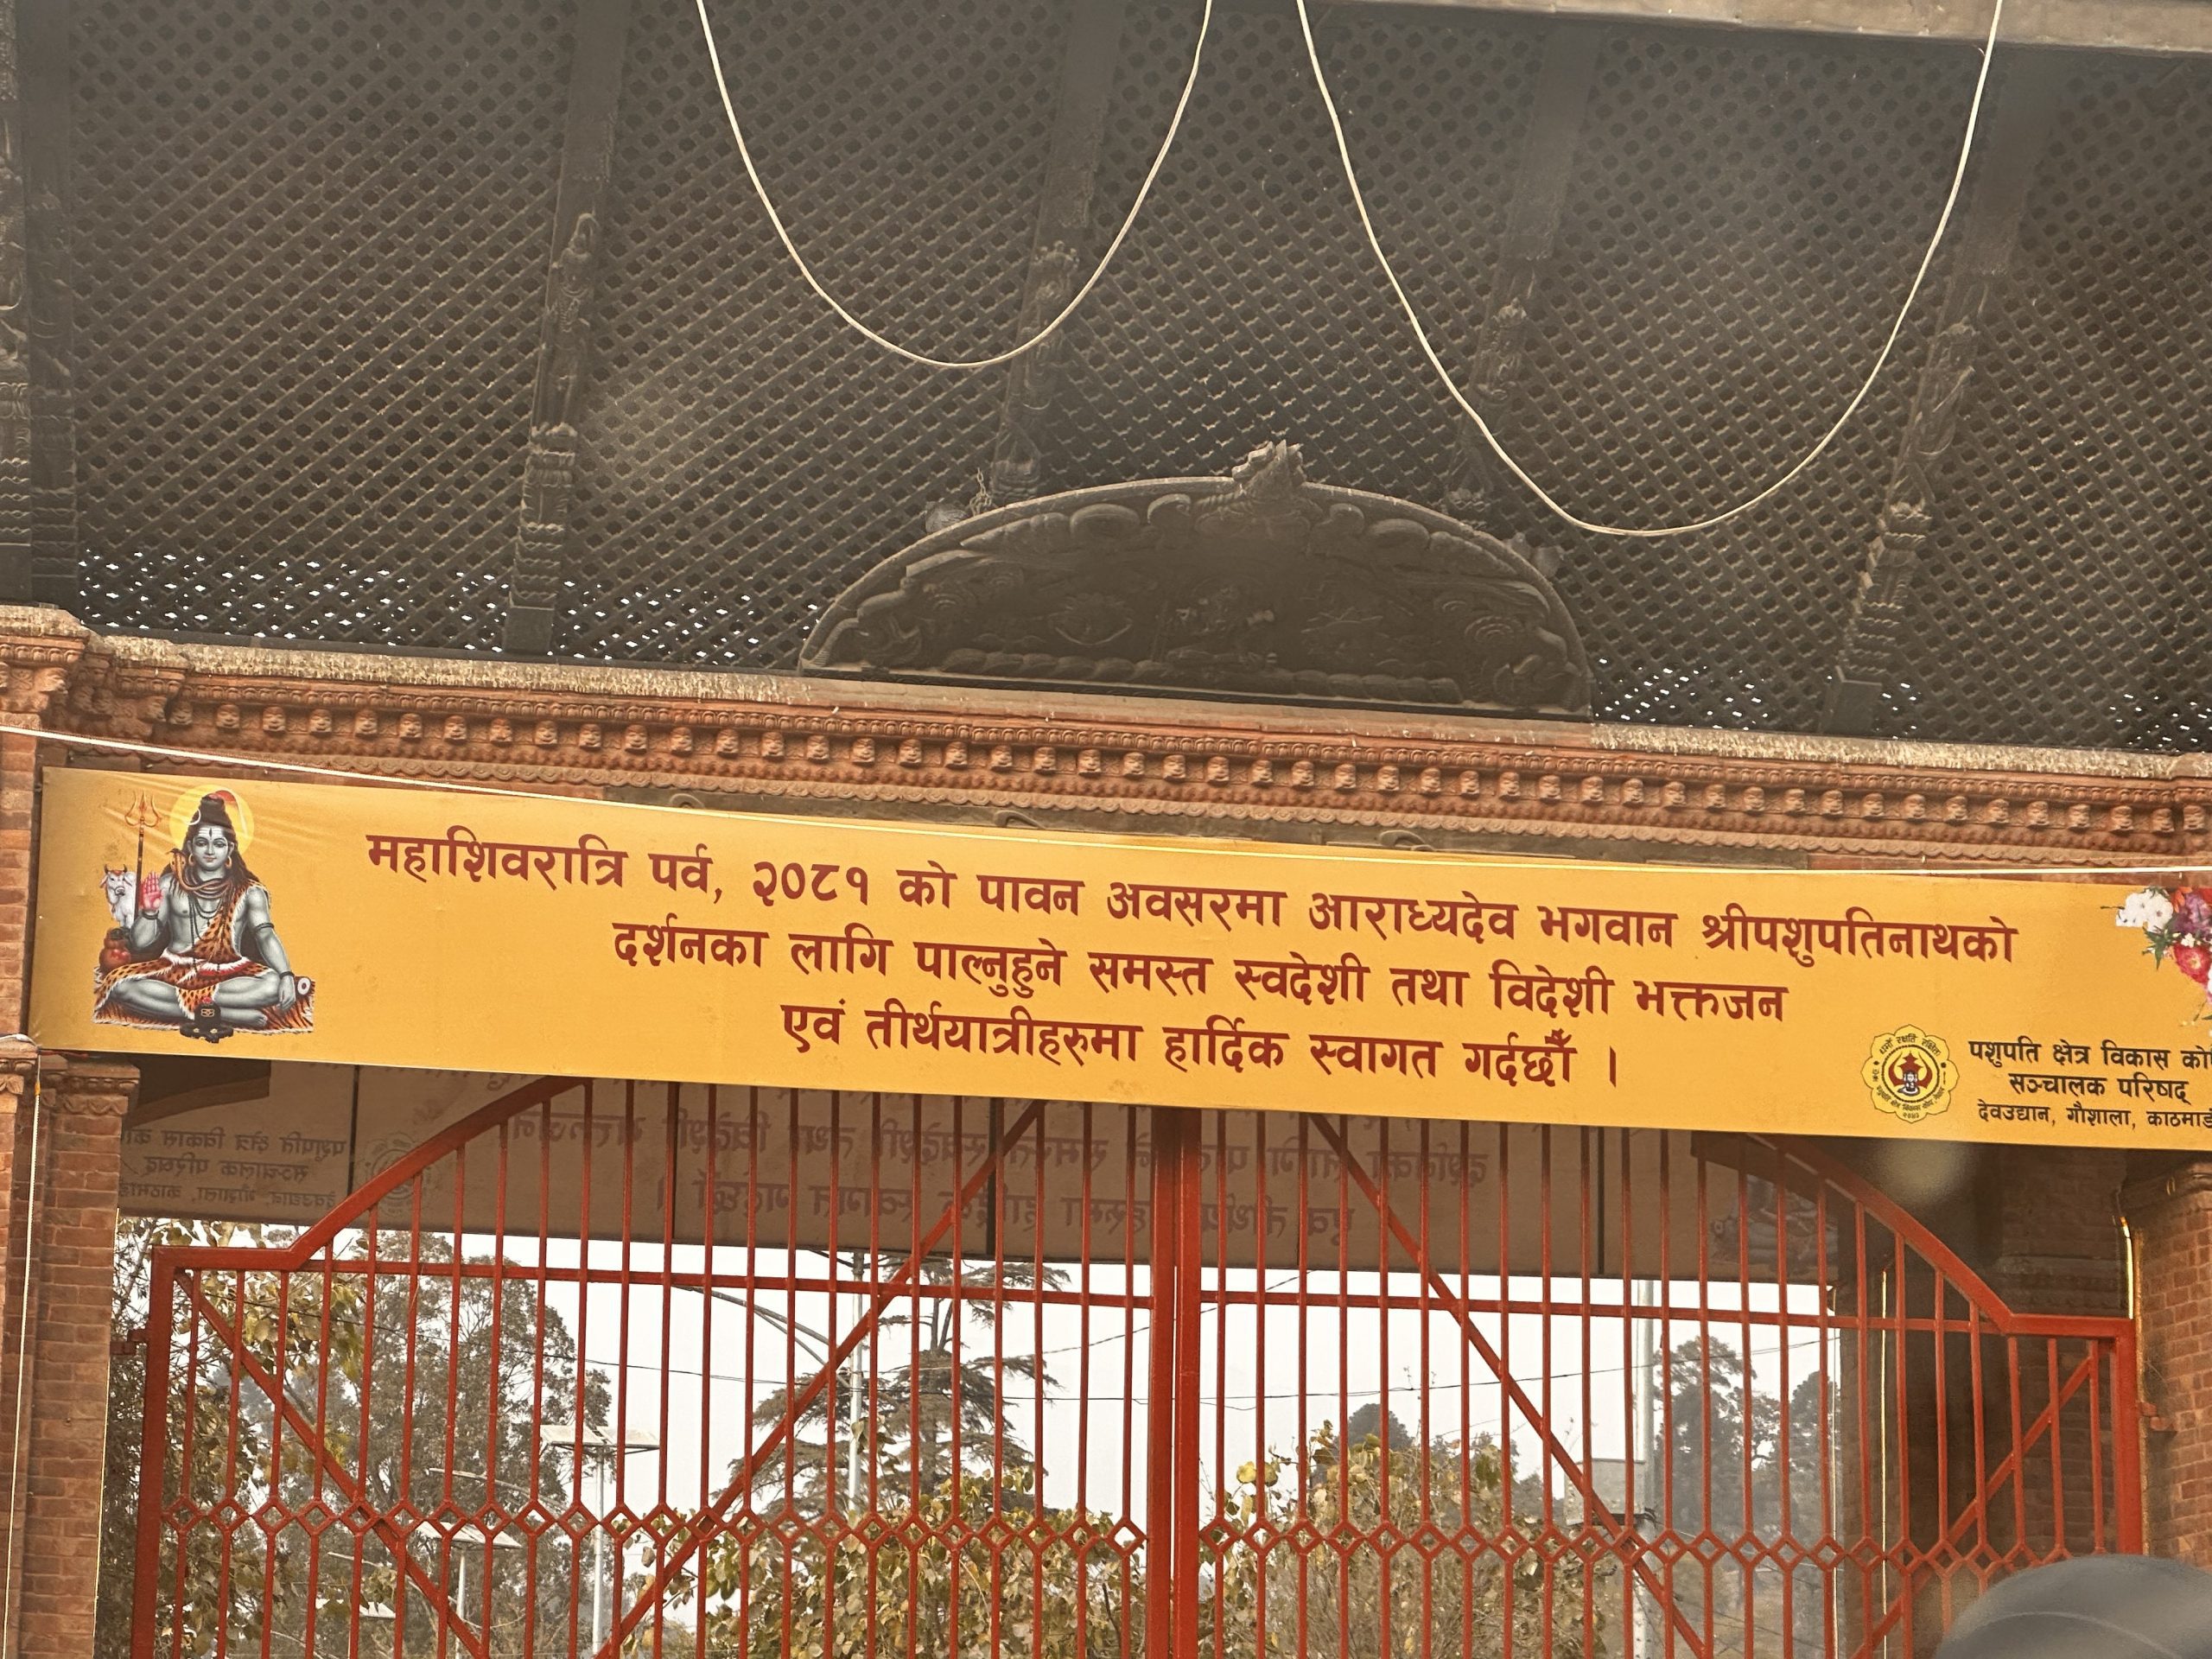 महाशिवरात्रि पर्व, २०८१ को पावन अवसरमा आराध्यदेव भगवान श्रीपशुपतिनाथको
दर्शनका लागि पाल्नुहुने समस्त स्वदेशी तथा विदेशी भक्तजन
एवं तीर्थयात्रीहरुमा हार्दिक स्वागत गर्दछौँ ।
पशुपति क्षेत्र विकास
सञ्चालक परिषद्
देवउद्यान, गौशाला,